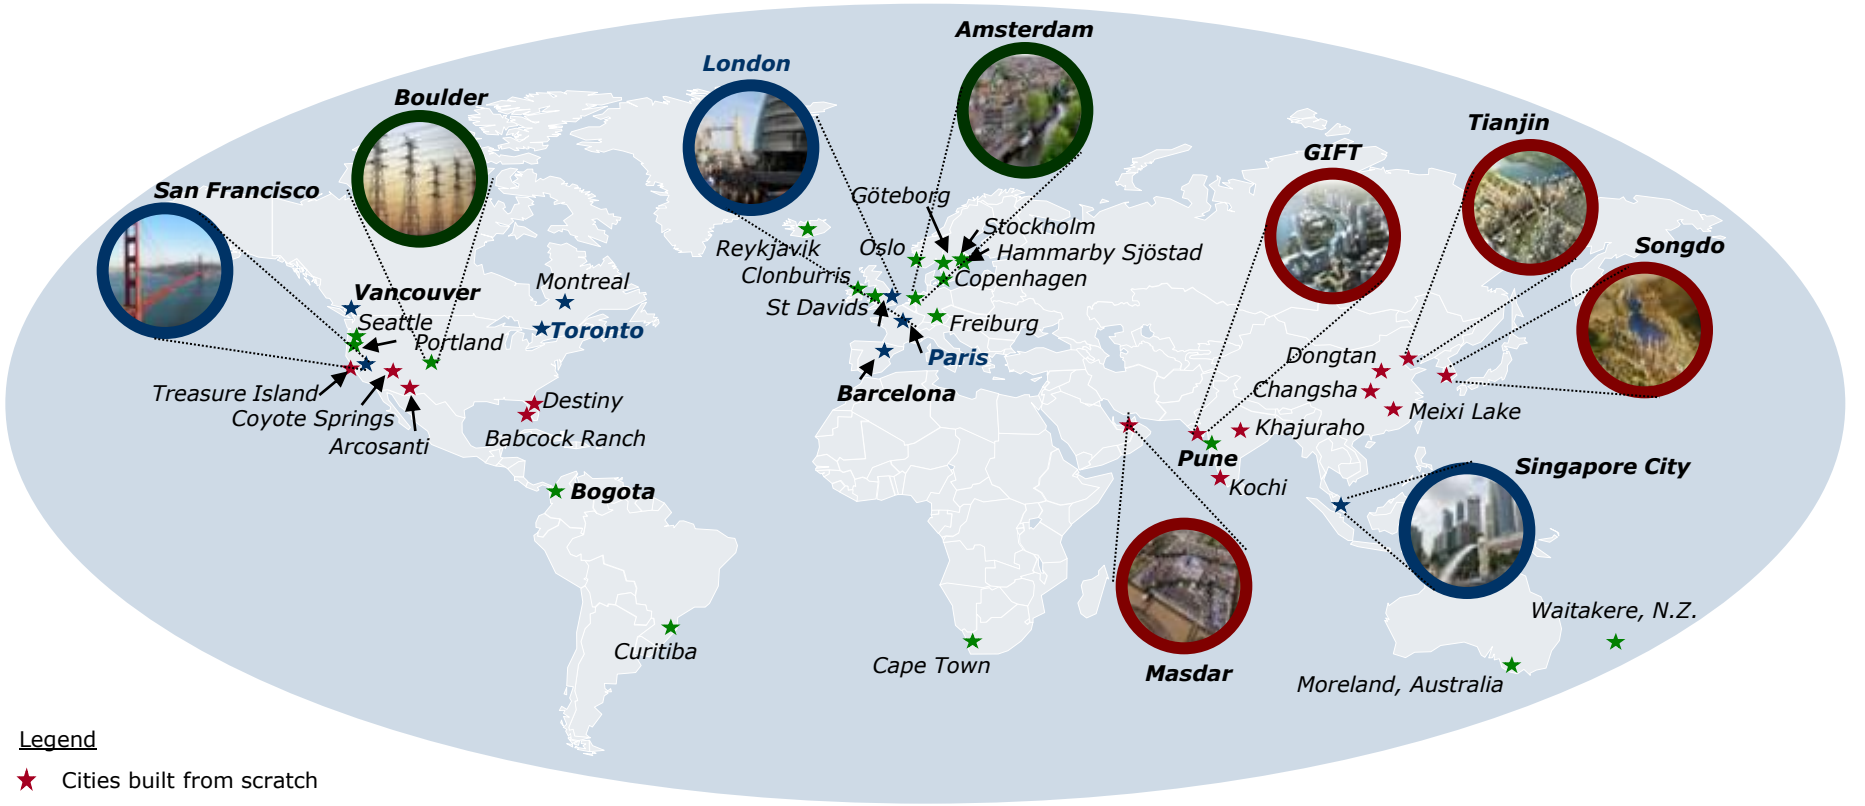 Amsterdam
London
Boulder
Tianjin
GIFT
San Francisco
Göteborg
Stockholm
Songdo
Reykjavik
Oslo
Hammarby Sjöstad
Clonburris
Copenhagen
Montreal
Vancouver
St Davids
Seattle
Freiburg
Toronto
Portland
Paris
Dongtan
Treasure Island
Barcelona
Changsha
Destiny
Meixi Lake
Coyote Springs
Khajuraho
Babcock Ranch
Arcosanti
Pune
Singapore City
Kochi
Bogota
Waitakere, N.Z.
Curitiba
Cape Town
Masdar
Moreland, Australia
Legend
Cities built from scratch